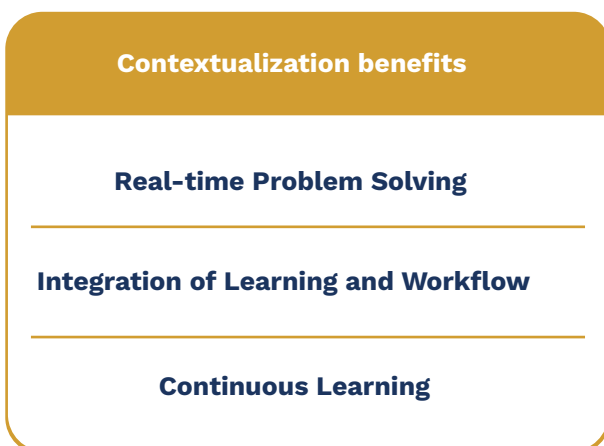 Contextualization benefits
Real-time Problem Solving
Integration of Learning and Workflow
Continuous Learning